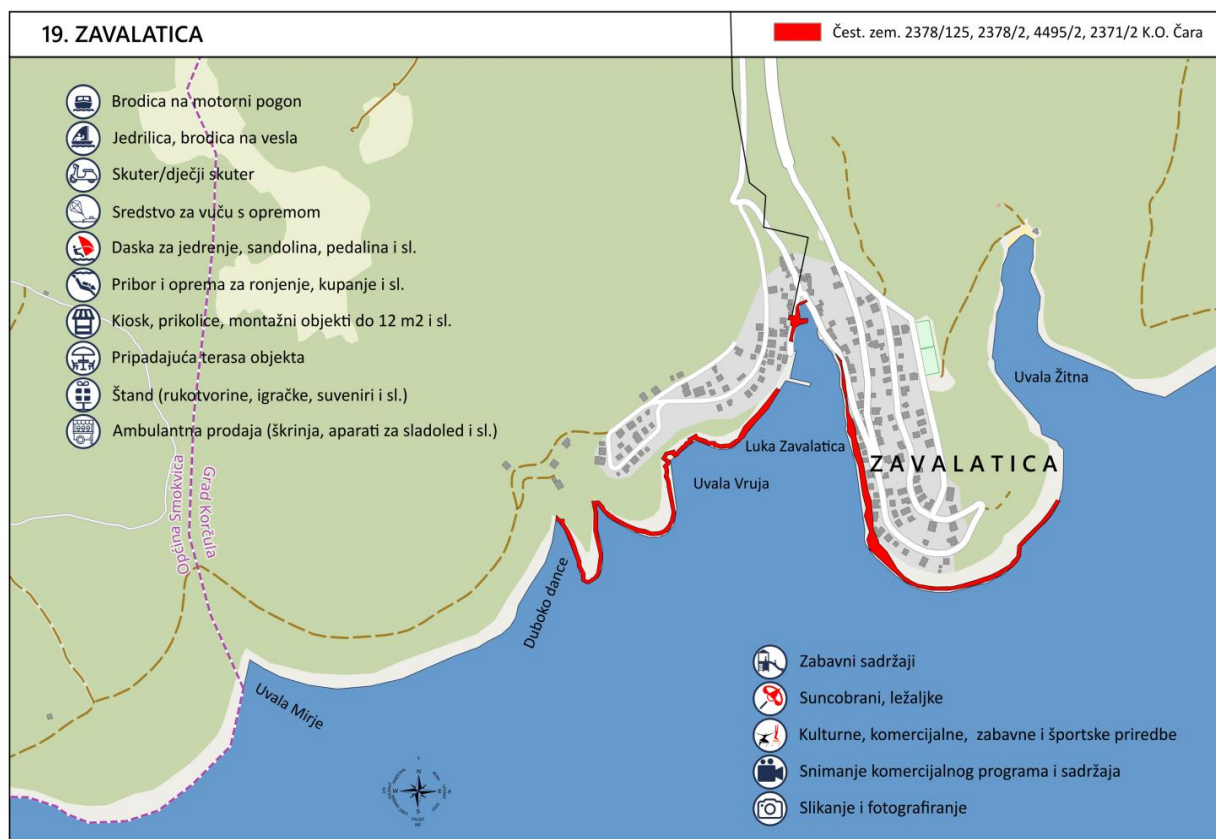 19. ZAVALATICA
Čest. zem. 2378/125, 2378/2, 4495/2, 2371/2 K.O. Čara
Brodica na motorni pogon
Jedrilica, brodica na vesla
Skuter/dječji skuter
Sredstvo za vuču s opremom
Daska za jedrenje, sandolina, pedalina i sl.
Pribor i oprema za ronjenje, kupanje i sl.
Kiosk, prikolice, montažni objekti do 12 m2 i sl.
Pripadajuća terasa objekta
Štand (rukotvorine, igračke, suveniri i sl.)
Ambulantna prodaja (škrinja, aparati za sladoled i sl.)
Općina Smokvica
Grad Korčula
Uvala Žitna
Luka Zavalatica
ZAVALATICA
Uvala Vruja
Duboko dance
Uvala Mirje
Zabavni sadržaji
Suncobrani, ležaljke
Kulturne, komercijalne, zabavne i športske priredbe
Snimanje komercijalnog programa i sadržaja
Slikanje i fotografiranje
N
W
E
S